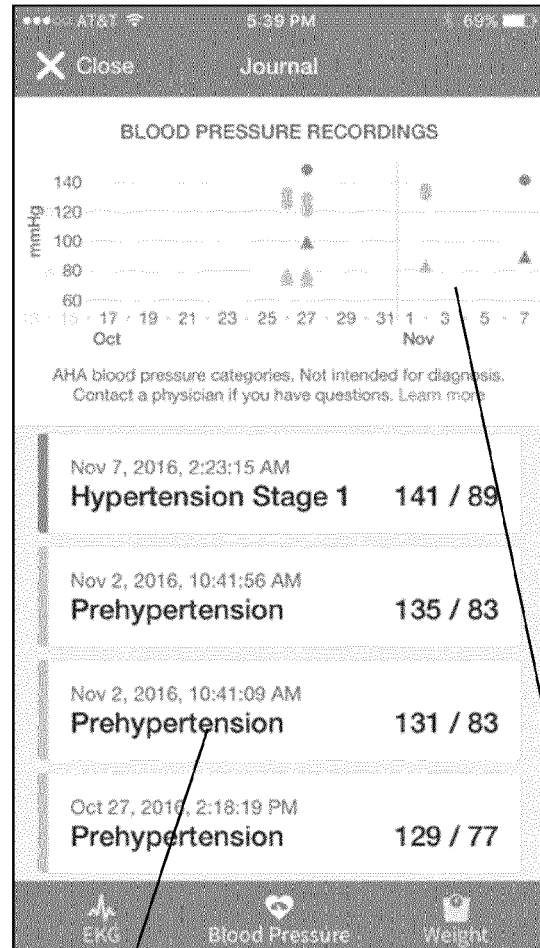 AT&T 5:39 PM 69%
Close Journal
BLOOD PRESSURE RECORDINGS
mmHg
140
120
100
80
60
15 - 17 - 19 - 21 - 23 - 25 - 27 - 29 - 31 1 - 3 - 5 - 7
Oct Nov
AHA blood pressure categories. Not intended for diagnosis.
Contact a physician if you have questions. Learn more
Nov 7, 2016, 2:23:15 AM
Hypertension Stage 1 141 / 89
Nov 2, 2016, 10:41:56 AM
Prehypertension 135 / 83
Nov 2, 2016, 10:41:09 AM
Prehypertension 131 / 83
Oct 27, 2016, 2:18:19 PM
Prehypertension 129 / 77
EKG Blood Pressure Weight